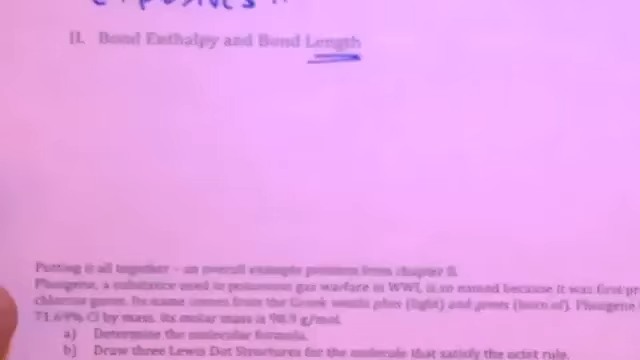 explosives"
II. Bond Enthalpy and Bond Length
Putting it all together – an overall example problem from chapter 8.
Phosgene, a substance used in poisonous gas warfare in WWI, is so named because it was first pr
chlorine gases. Its name comes from the Greek words phos (light) and genes (born of). Phosgene
71.69% Cl by mass. Its molar mass is 98.9 g/mol.
a) Determine the molecular formula.
b) Draw three Lewis Dot Structures for the molecule that satisfy the octet rule.